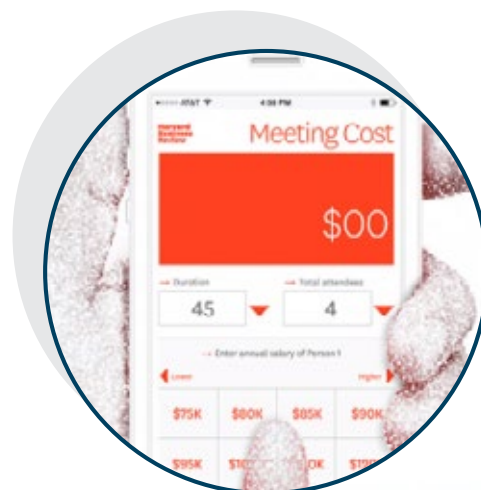 AT&T 4:08 PM
Harvard
Business
Review
Meeting Cost
$00
→ Duration → Total attendees
45 4
→ Enter annual salary of Person 1
Lower Higher
$75K $80K $85K $90K
$95K